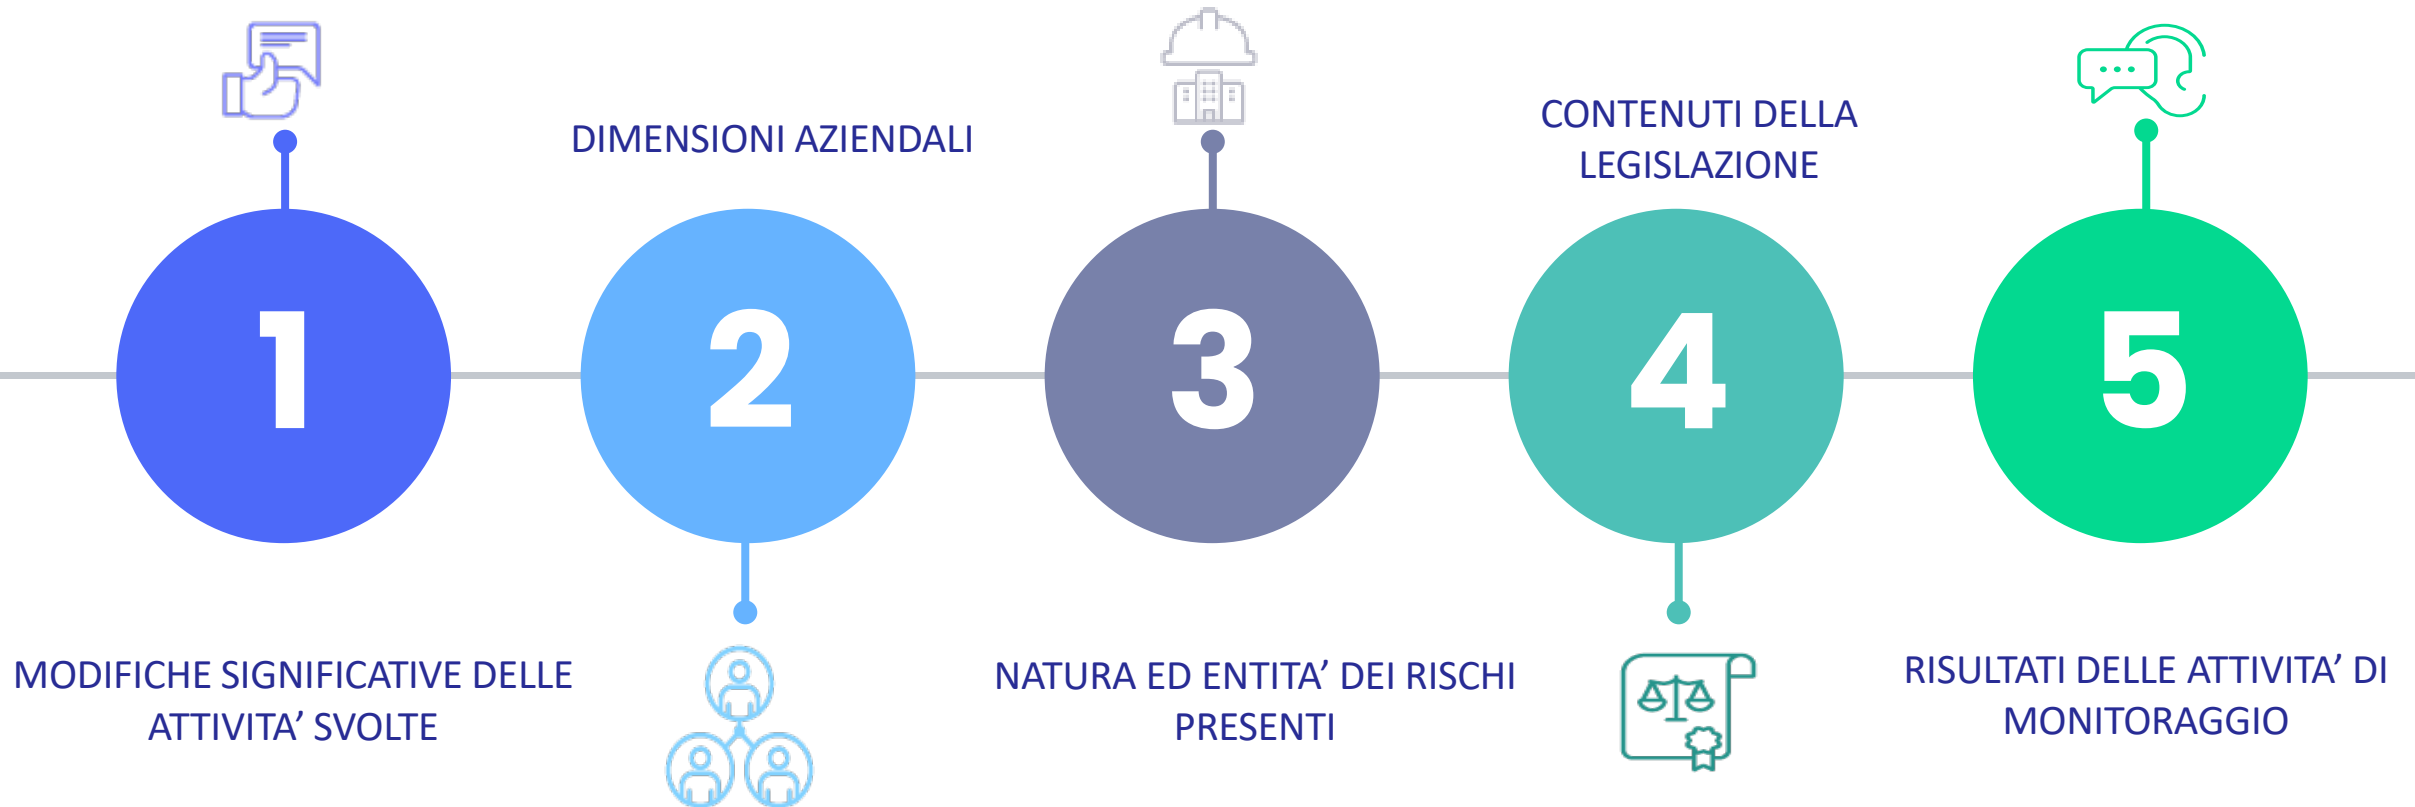 1
MODIFICHE SIGNIFICATIVE DELLE
ATTIVITA’ SVOLTE
DIMENSIONI AZIENDALI
2
3
NATURA ED ENTITA’ DEI RISCHI
PRESENTI
CONTENUTI DELLA
LEGISLAZIONE
4
5
RISULTATI DELLE ATTIVITA’ DI
MONITORAGGIO